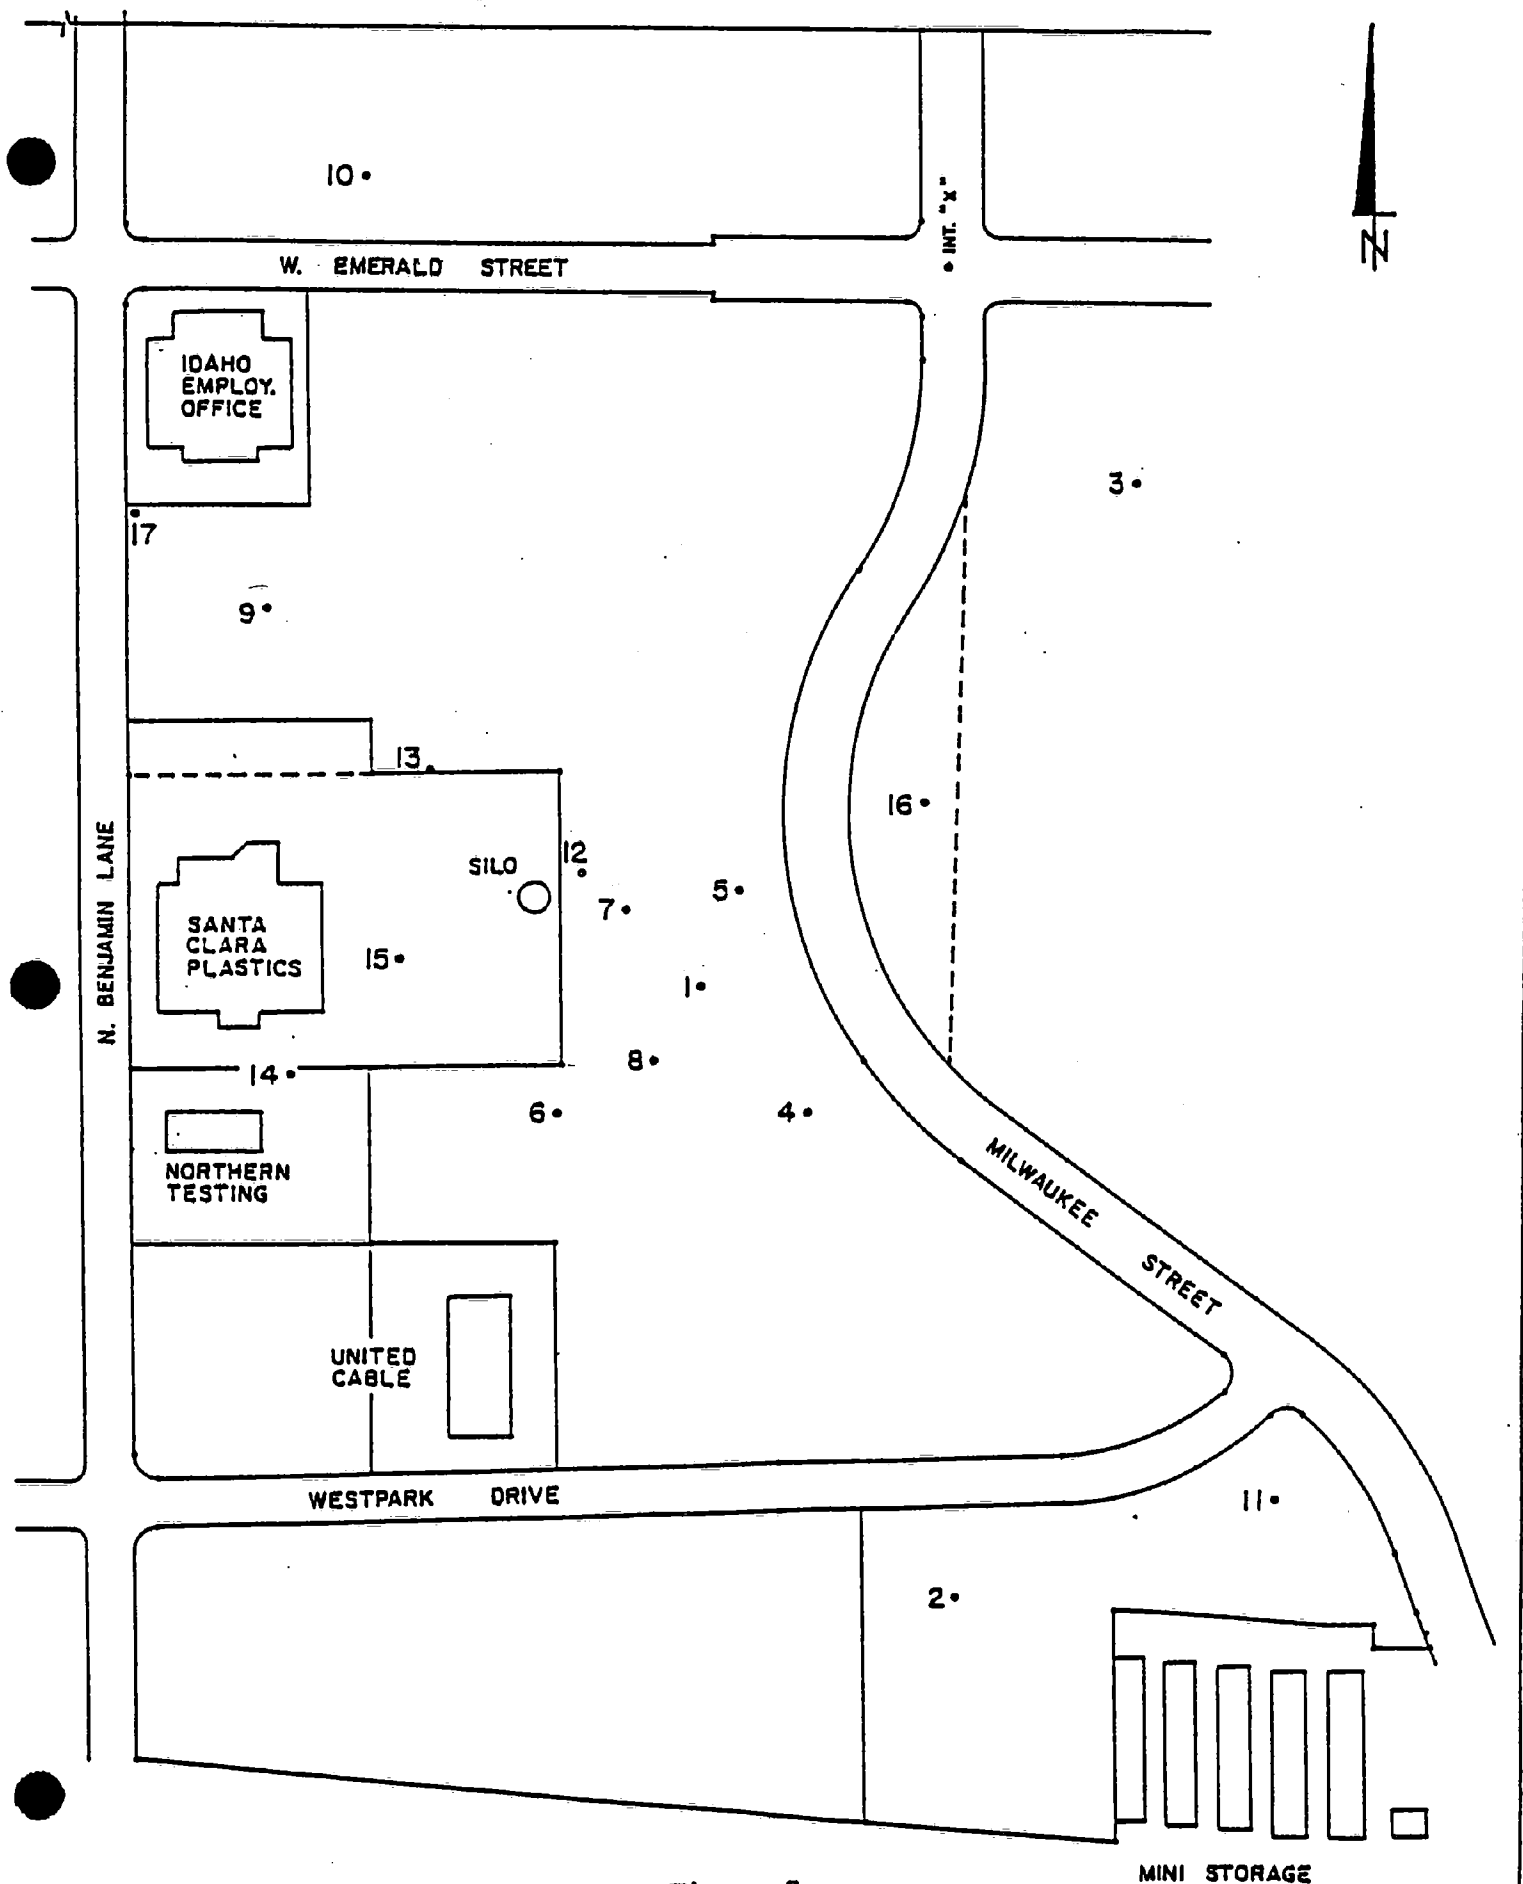 10
INT. "X"
W. EMERALD STREET
N
IDAHO
EMPLOY.
OFFICE
3
17
9
13
16
12
SILO
5
7
N. BENJAMIN LANE
SANTA
CLARA
PLASTICS
15
1
8
14
6
4
MILWAUKEE STREET
NORTHERN
TESTING
UNITED
CABLE
WESTPARK DRIVE
11
2
MINI STORAGE